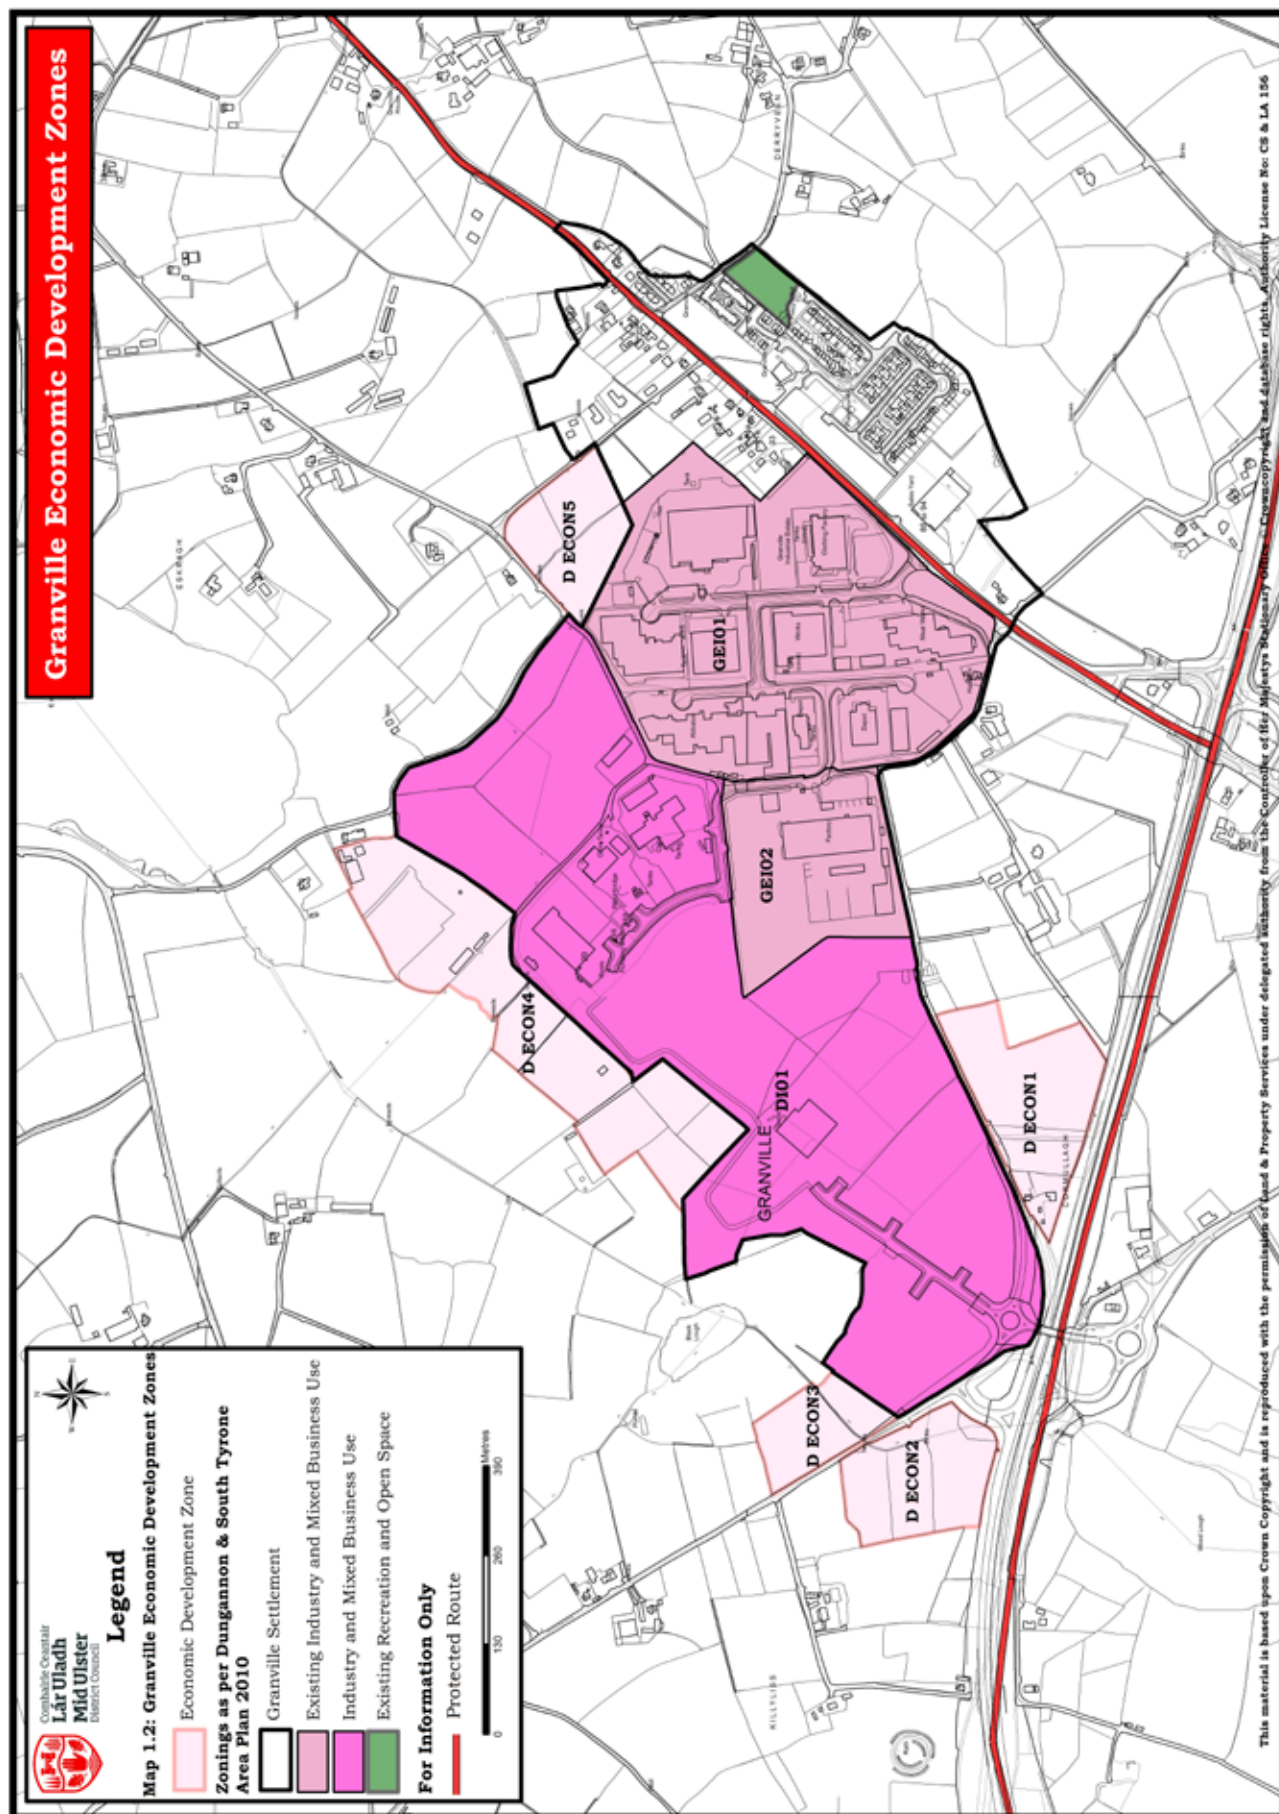 Granville Economic Development Zones
Comhairle Ceantair
Lár Uladh
Mid Ulster
District Council
Legend
Map 1.2: Granville Economic Development Zones
Economic Development Zone
Zonings as per Dungannon & South Tyrone
Area Plan 2010
Granville Settlement
Existing Industry and Mixed Business Use
Industry and Mixed Business Use
Existing Recreation and Open Space
For Information Only
Protected Route
0
130
260
390
Metres
N
E
S
W
D ECON5
GEI01
GEI02
D ECON4
DI01
GRANVILLE
D ECON1
D ECON3
D ECON2
ESKRAGH
DERRYVEEN
KILLYLISS
This material is based upon Crown Copyright and is reproduced with the permission of Land & Property Services under delegated authority from the Controller of Her Majestys Stationary Office, © Crowncopyright and database rights, Authority License No: CS & LA 156